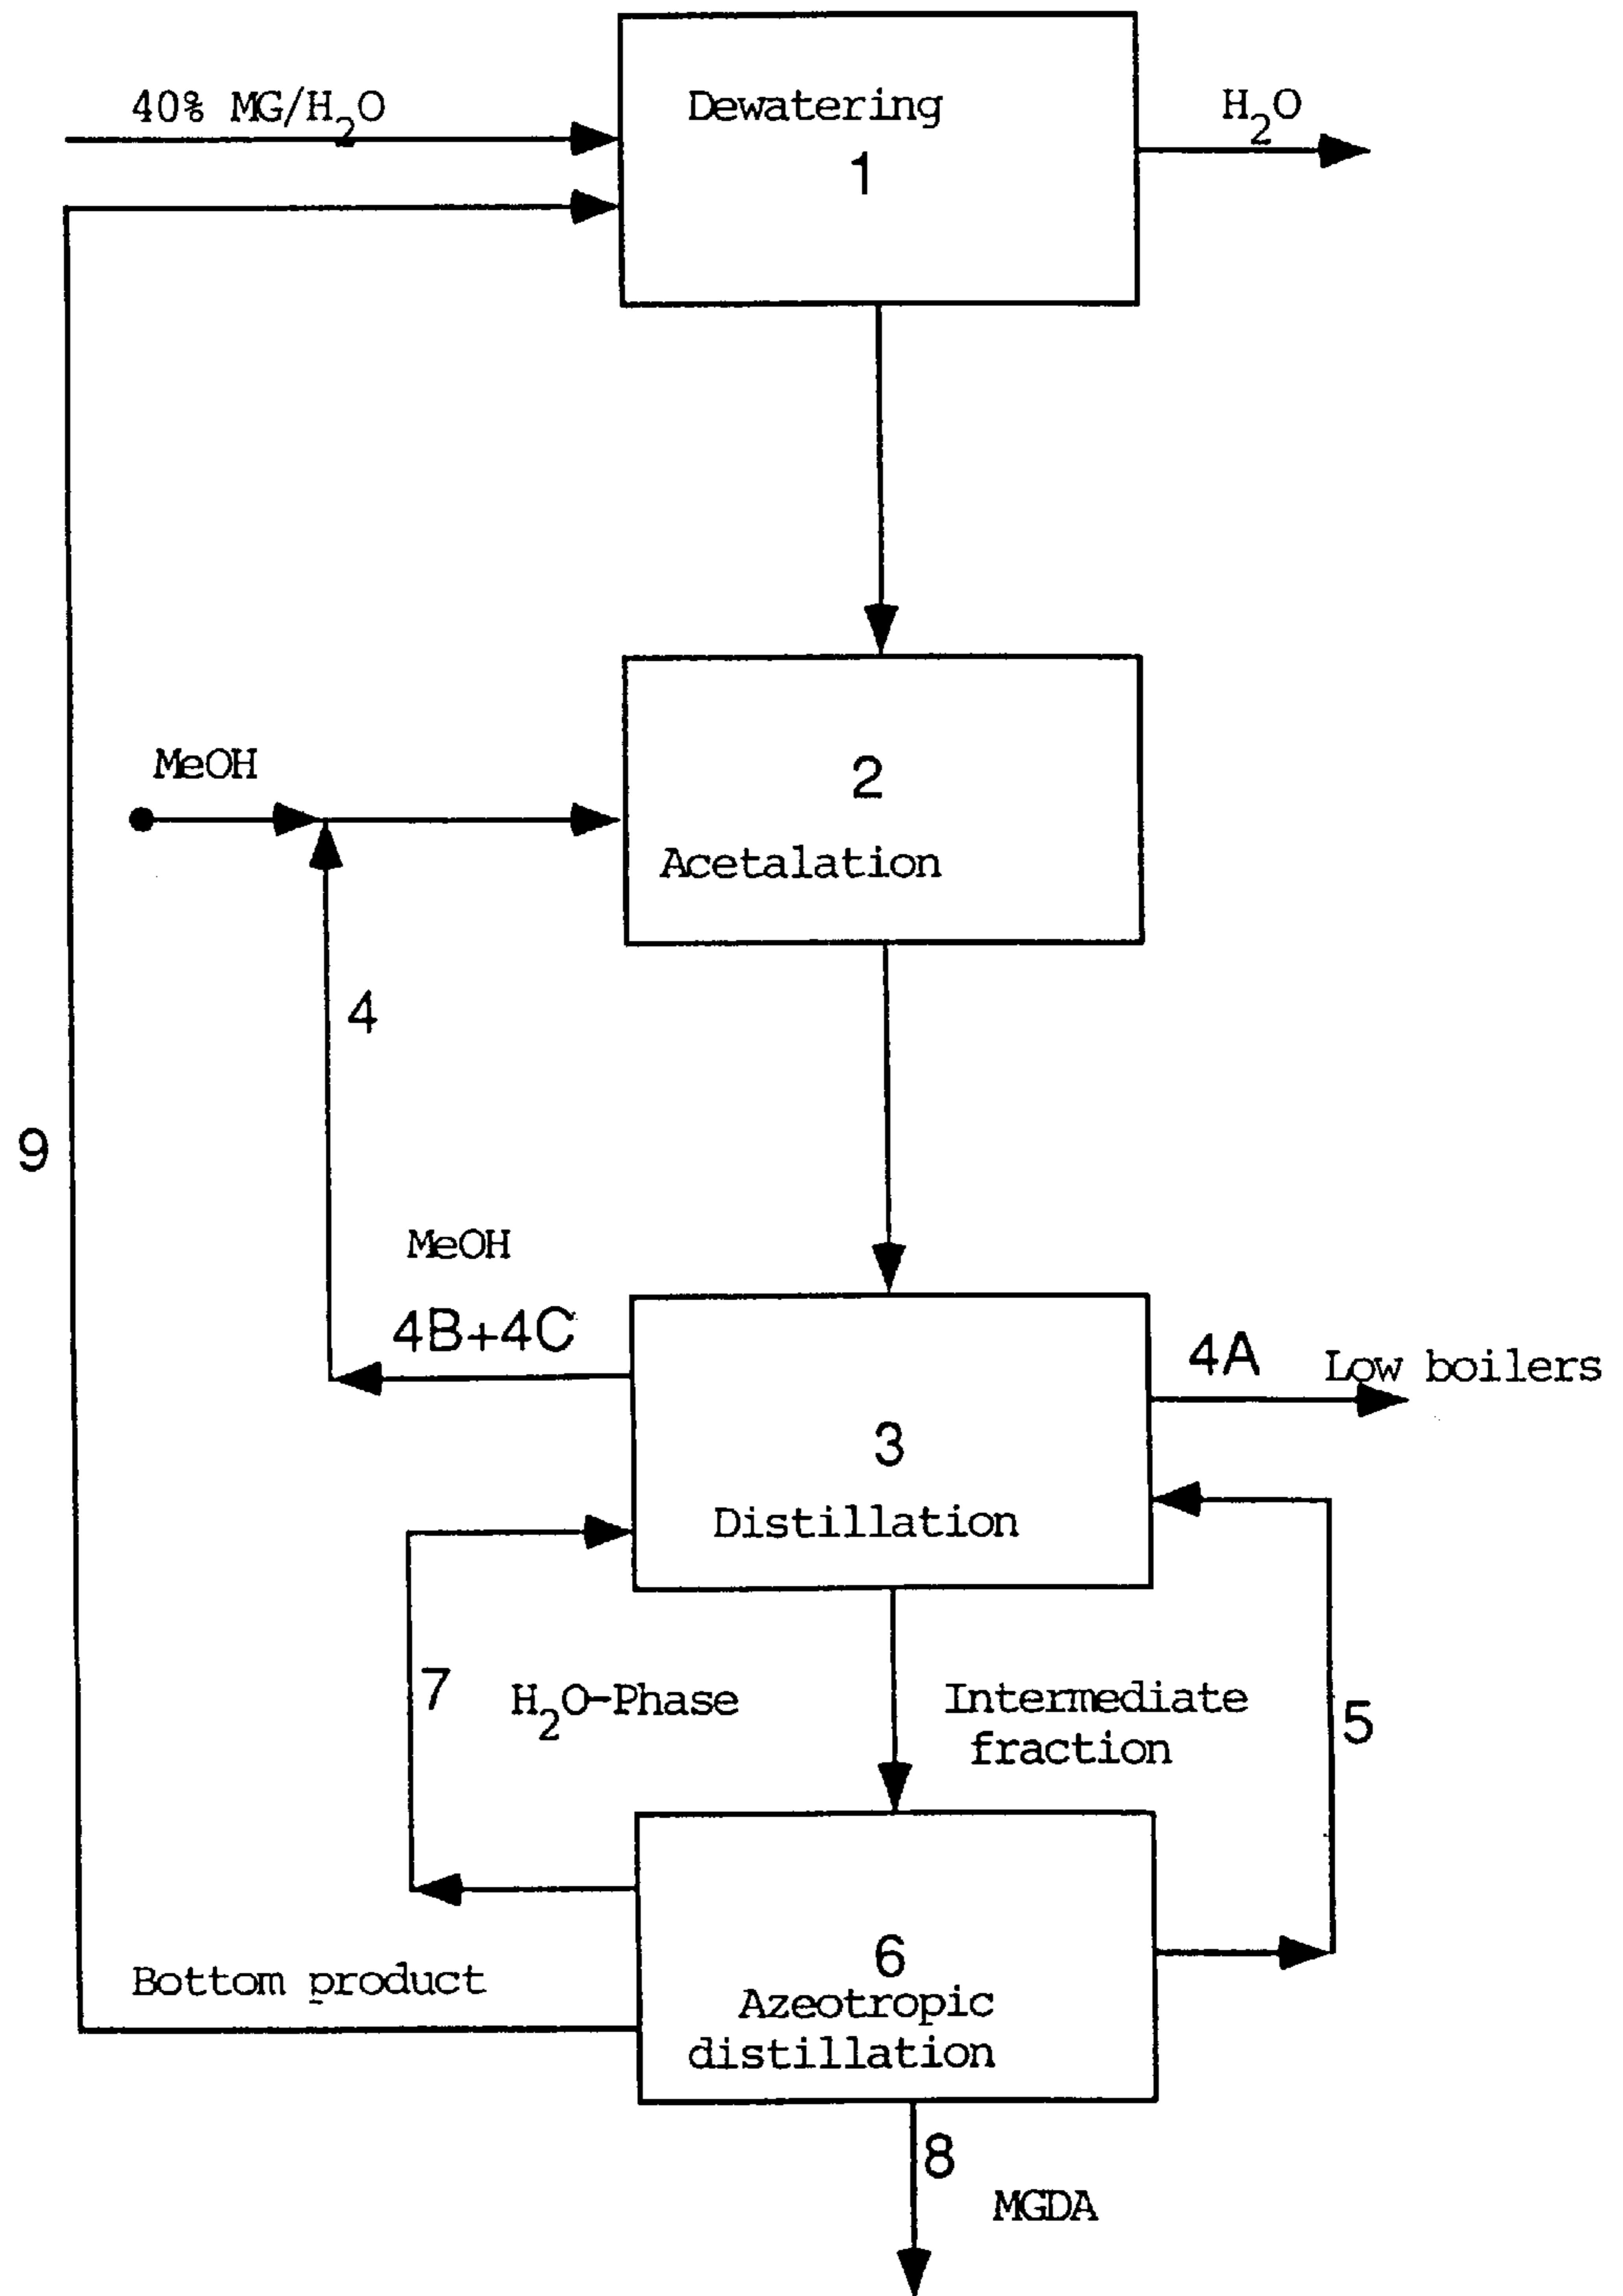 40% MG/H2O
Dewatering
1
H2O
MeOH
2
Acetalation
4
9
MeOH
4B+4C
4A
Low boilers
3
Distillation
7
H2O-Phase
Intermediate
fraction
5
6
Azeotropic
distillation
Bottom product
8
MGDA